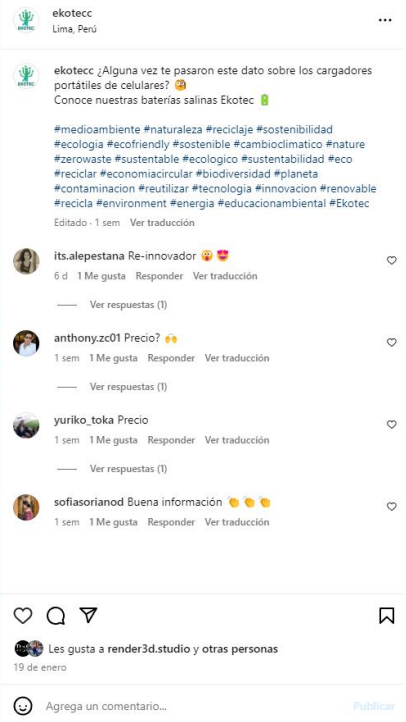 ekotecc
Lima, Perú
EKOTEC
EKOTEC
ekotecc ¿Alguna vez te pasaron este dato sobre los cargadores
portátiles de celulares? 🧐
Conoce nuestras baterías salinas Ekotec 🔋
#medioambiente #naturaleza #reciclaje #sostenibilidad
#ecologia #ecofriendly #sostenible #cambioclimatico #nature
#zerowaste #sustentable #ecologico #sustentabilidad #eco
#reciclar #economiacircular #biodiversidad #planeta
#contaminacion #reutilizar #tecnologia #innovacion #renovable
#recicla #environment #energia #educacionambiental #Ekotec
Editado · 1 sem Ver traducción
its.alepestana Re-innovador 😲 😍
6 d 1 Me gusta Responder Ver traducción
Ver respuestas (1)
anthony.zc01 Precio? 🙌
1 sem 1 Me gusta Responder Ver traducción
Ver respuestas (1)
yuriko_toka Precio
1 sem 1 Me gusta Responder Ver traducción
Ver respuestas (1)
sofiasorianod Buena información 👏 👏 👏
1 sem 1 Me gusta Responder Ver traducción
Les gusta a render3d.studio y otras personas
19 de enero
Agrega un comentario... Publicar